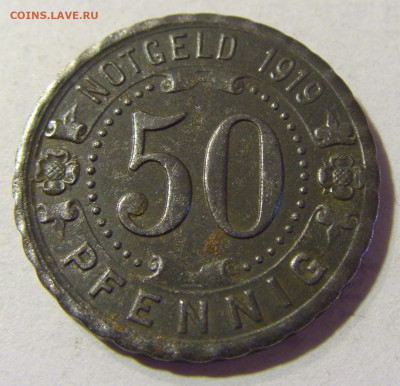 COINS.LAVE.RU
NOTGELD 1919
50
PFENNIG